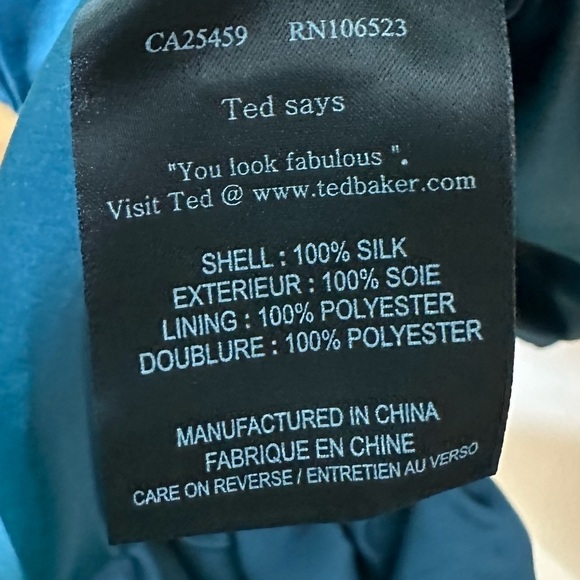 CA25459 RN106523
Ted says
"You look fabulous ".
Visit Ted @ www.tedbaker.com
SHELL : 100% SILK
EXTERIEUR : 100% SOIE
LINING : 100% POLYESTER
DOUBLURE : 100% POLYESTER
MANUFACTURED IN CHINA
FABRIQUE EN CHINE
CARE ON REVERSE / ENTRETIEN AU VERSO